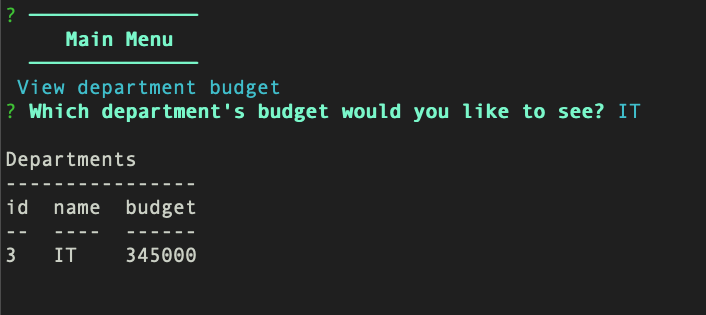 ? ──────────────
Main Menu
──────────────
View department budget
? Which department's budget would you like to see? IT
Departments
----------------
id  name  budget
--  ----  ------
3   IT    345000